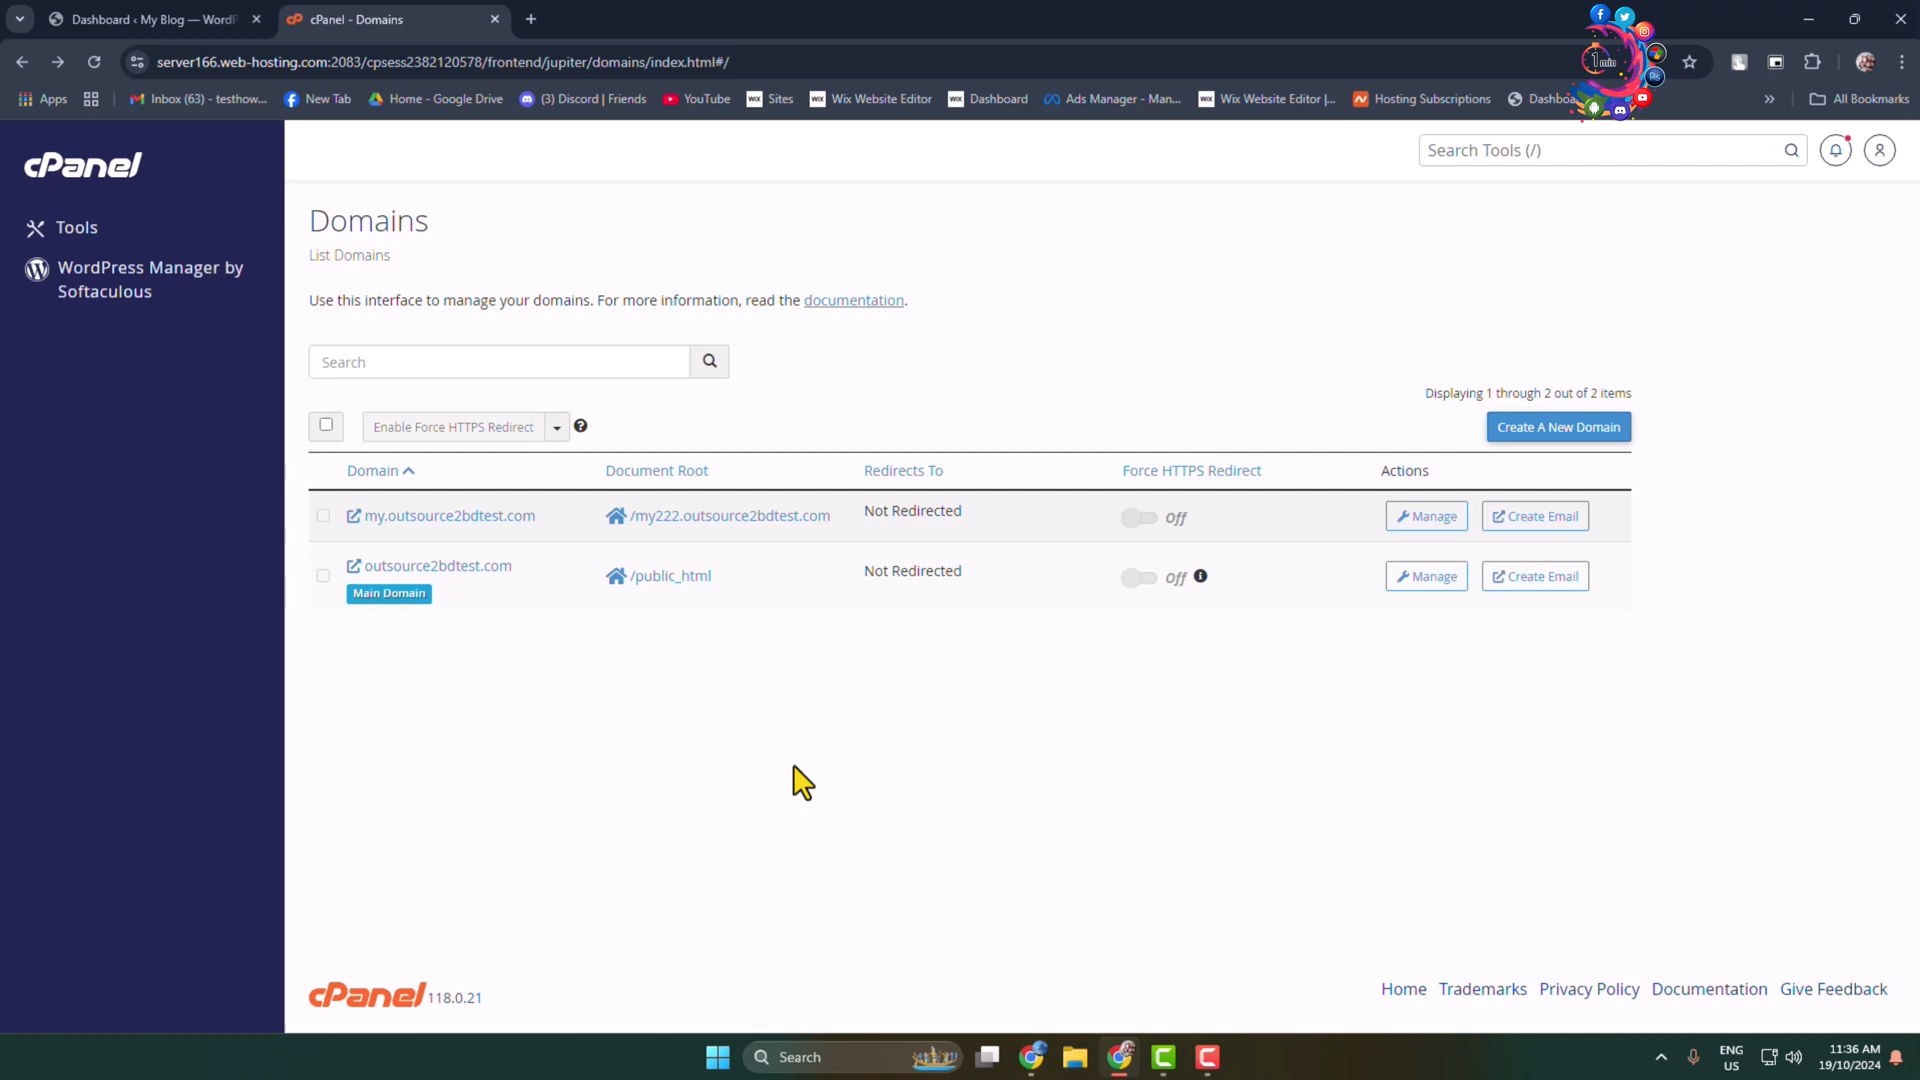 Dashboard ‹ My Blog — WordP
cPanel - Domains
server166.web-hosting.com:2083/cpsess2382120578/frontend/jupiter/domains/index.html#/
1min
Ps
Apps
Inbox (63) - testhow...
New Tab
Home - Google Drive
(3) Discord | Friends
YouTube
WIX Sites
WIX Wix Website Editor
WIX Dashboard
Ads Manager - Man...
WIX Wix Website Editor |...
Hosting Subscriptions
»
All Bookmarks
cPanel
Search Tools (/)
Tools
WordPress Manager by
Softaculous
Domains
List Domains
Use this interface to manage your domains. For more information, read the documentation.
Search
Displaying 1 through 2 out of 2 items
Enable Force HTTPS Redirect
Create A New Domain
Domain Document Root Redirects To Force HTTPS Redirect Actions
my.outsource2bdtest.com /my222.outsource2bdtest.com Not Redirected Off Manage Create Email
outsource2bdtest.com /public_html Not Redirected Off Manage Create Email
Main Domain
cPanel 118.0.21
Home Trademarks Privacy Policy Documentation Give Feedback
Search
ENG
US
11:36 AM
19/10/2024